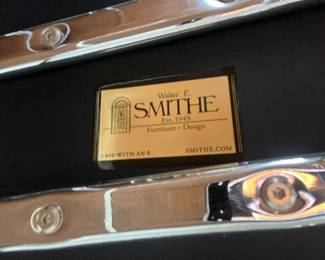 Walter E.
SMITHE
Est. 1945
Furniture • Design
1-800-WITH-AN-E SMITHE.COM